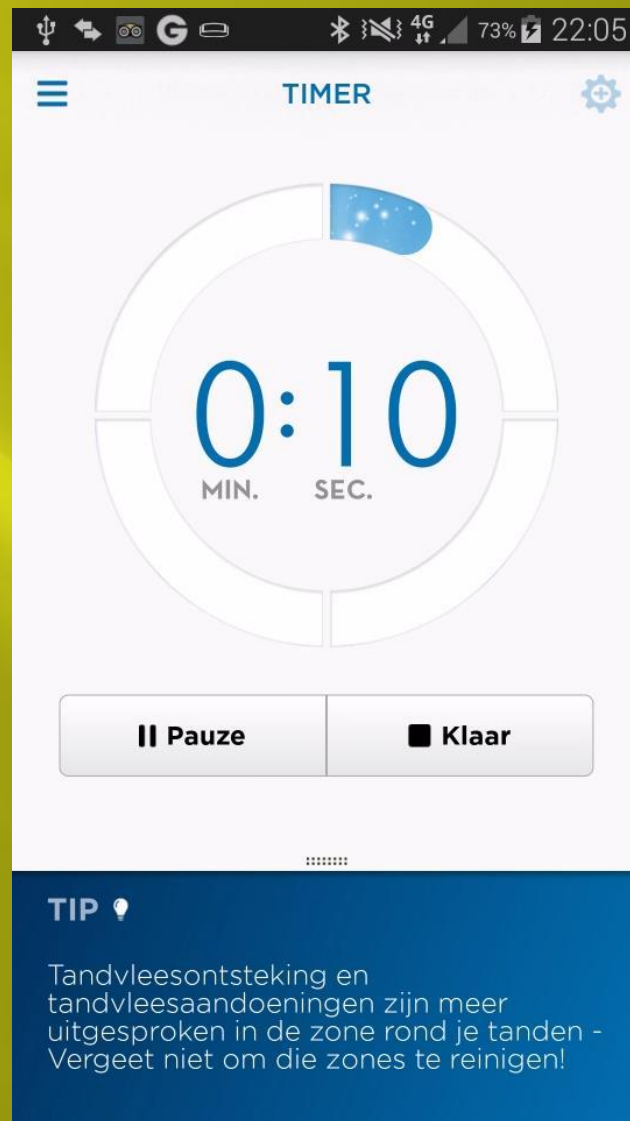 4G 73% 22:05
TIMER
0:10
MIN. SEC.
Pauze Klaar
TIP
Tandvleesontsteking en
tandvleesaandoeningen zijn meer
uitgesproken in de zone rond je tanden -
Vergeet niet om die zones te reinigen!